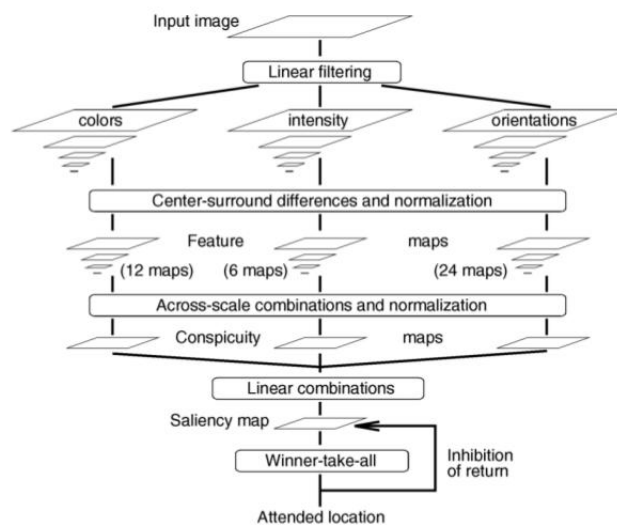 Input image
Linear filtering
colors intensity orientations
Center-surround differences and normalization
Feature maps
(12 maps) (6 maps) (24 maps)
Across-scale combinations and normalization
Conspicuity maps
Linear combinations
Saliency map
Winner-take-all
Inhibition
of return
Attended location